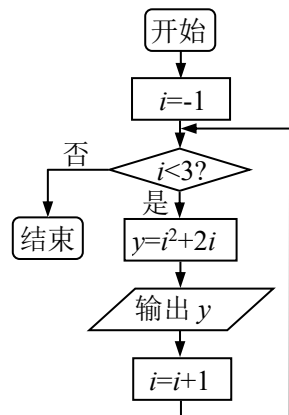 开始
i=-1
否
i<3?
是
结束
y=i²+2i
输出 y
i=i+1